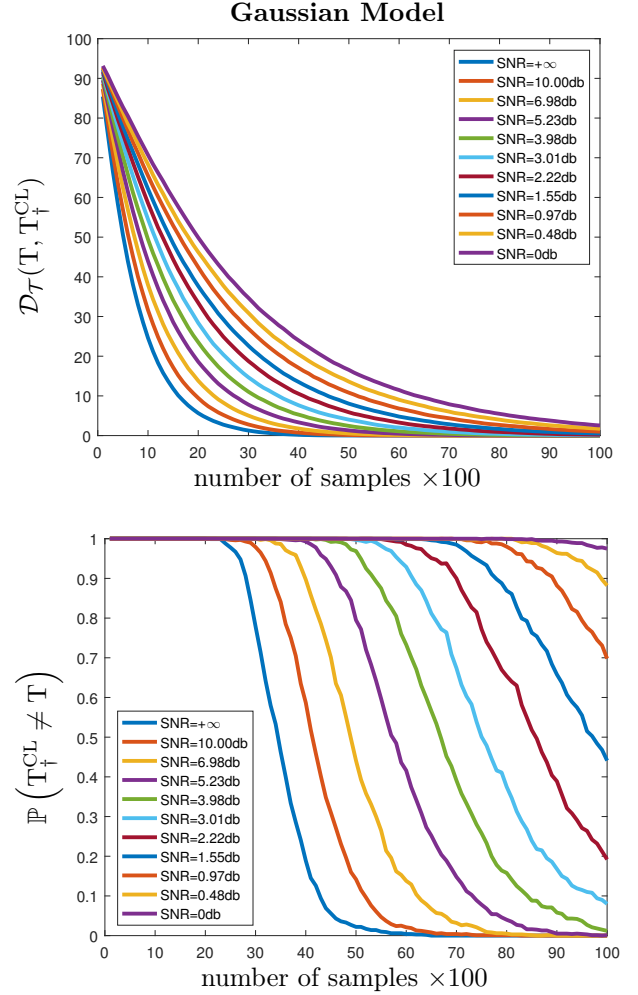 Gaussian Model
100
90
80
70
60
50
40
30
20
10
0
0 10 20 30 40 50 60 70 80 90 100
𝒟_𝒯(T, T_†^CL)
number of samples ×100
SNR=+∞
SNR=10.00db
SNR=6.98db
SNR=5.23db
SNR=3.98db
SNR=3.01db
SNR=2.22db
SNR=1.55db
SNR=0.97db
SNR=0.48db
SNR=0db
1
0.9
0.8
0.7
0.6
0.5
0.4
0.3
0.2
0.1
0
0 10 20 30 40 50 60 70 80 90 100
ℙ(T_†^CL ≠ T)
number of samples ×100
SNR=+∞
SNR=10.00db
SNR=6.98db
SNR=5.23db
SNR=3.98db
SNR=3.01db
SNR=2.22db
SNR=1.55db
SNR=0.97db
SNR=0.48db
SNR=0db